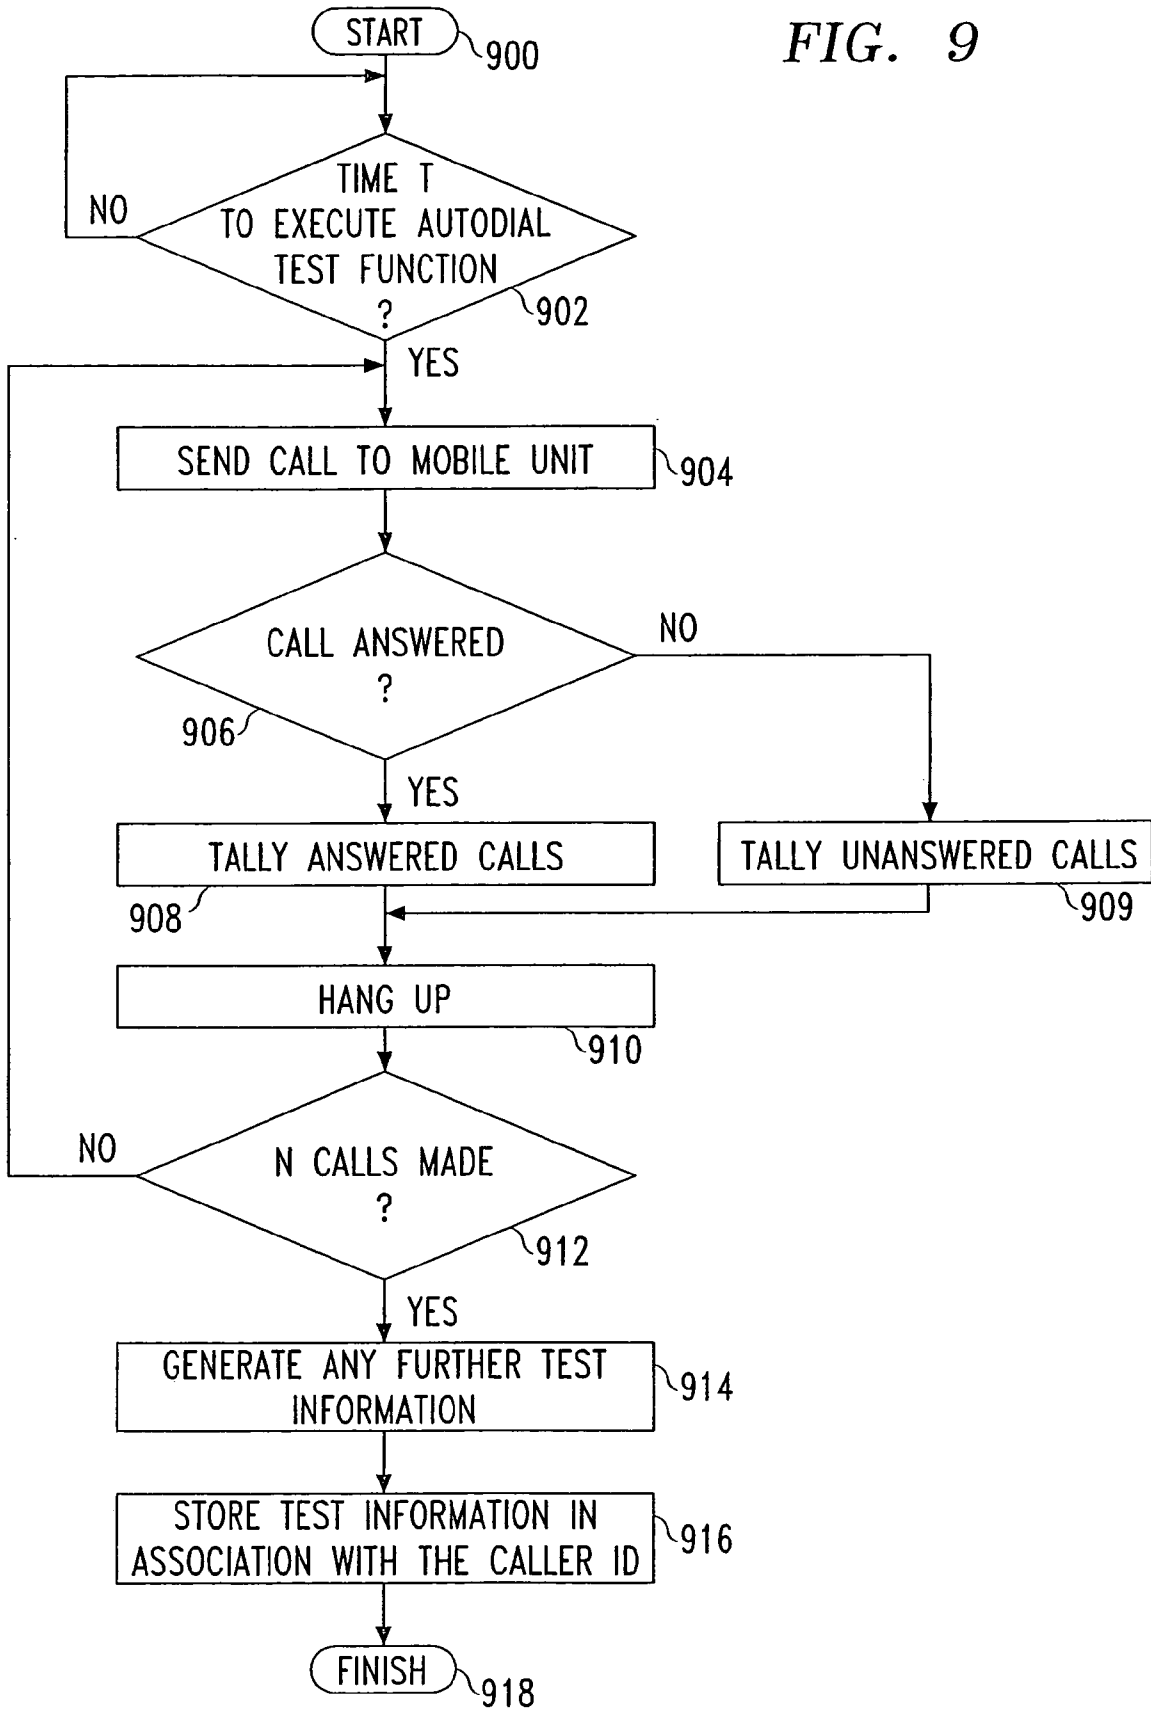 FIG. 9
START
900
NO
TIME T
TO EXECUTE AUTODIAL
TEST FUNCTION
?
902
YES
SEND CALL TO MOBILE UNIT
904
CALL ANSWERED
?
NO
906
YES
TALLY ANSWERED CALLS
908
TALLY UNANSWERED CALLS
909
HANG UP
910
NO
N CALLS MADE
?
912
YES
GENERATE ANY FURTHER TEST
INFORMATION
914
STORE TEST INFORMATION IN
ASSOCIATION WITH THE CALLER ID
916
FINISH
918